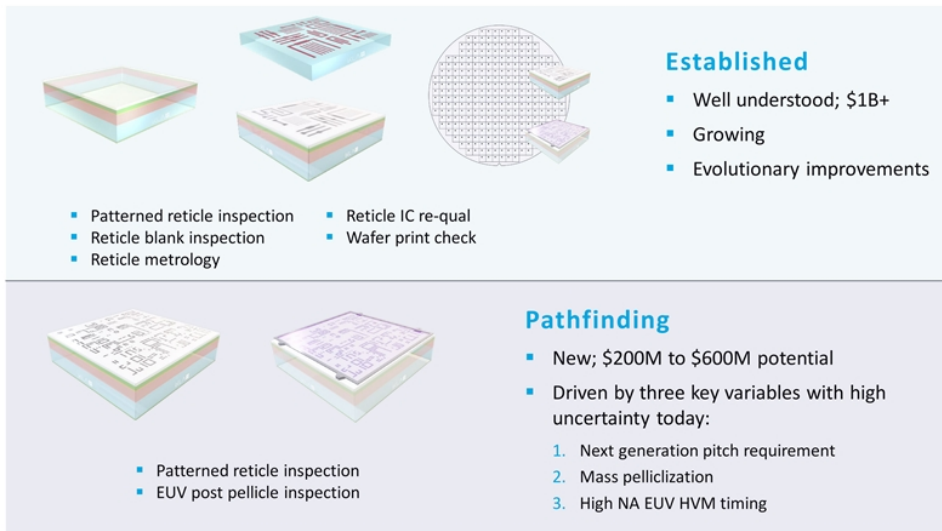 Established
▪ Well understood; $1B+
▪ Growing
▪ Evolutionary improvements
▪ Patterned reticle inspection
▪ Reticle blank inspection
▪ Reticle metrology
▪ Reticle IC re-qual
▪ Wafer print check
Pathfinding
▪ New; $200M to $600M potential
▪ Driven by three key variables with high
uncertainty today:
1. Next generation pitch requirement
2. Mass pelliclization
3. High NA EUV HVM timing
▪ Patterned reticle inspection
▪ EUV post pellicle inspection